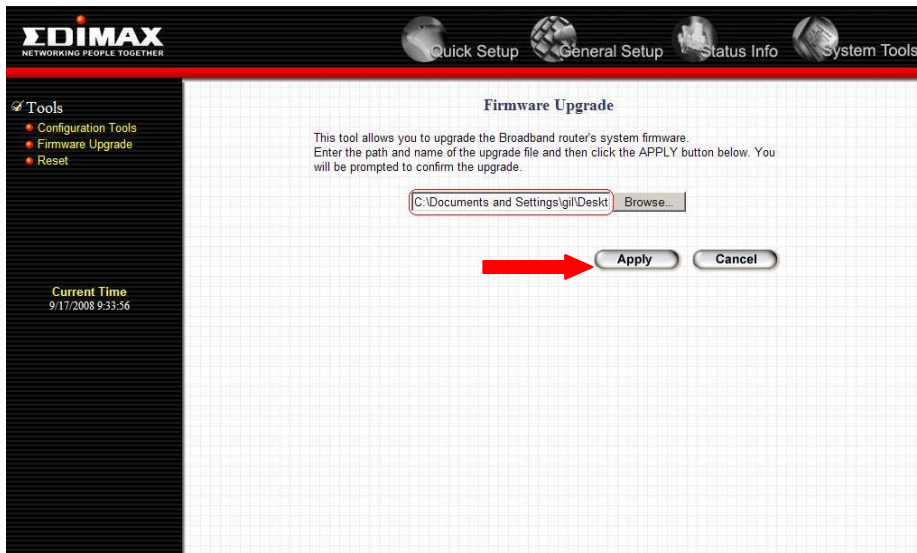 EDIMAX
NETWORKING PEOPLE TOGETHER
Quick Setup
General Setup
Status Info
System Tools
Tools
Configuration Tools
Firmware Upgrade
Reset
Current Time
9/17/2008 9:33:56
Firmware Upgrade
This tool allows you to upgrade the Broadband router's system firmware.
Enter the path and name of the upgrade file and then click the APPLY button below. You
will be prompted to confirm the upgrade.
C:\Documents and Settings\gil\Deskt
Browse...
Apply
Cancel